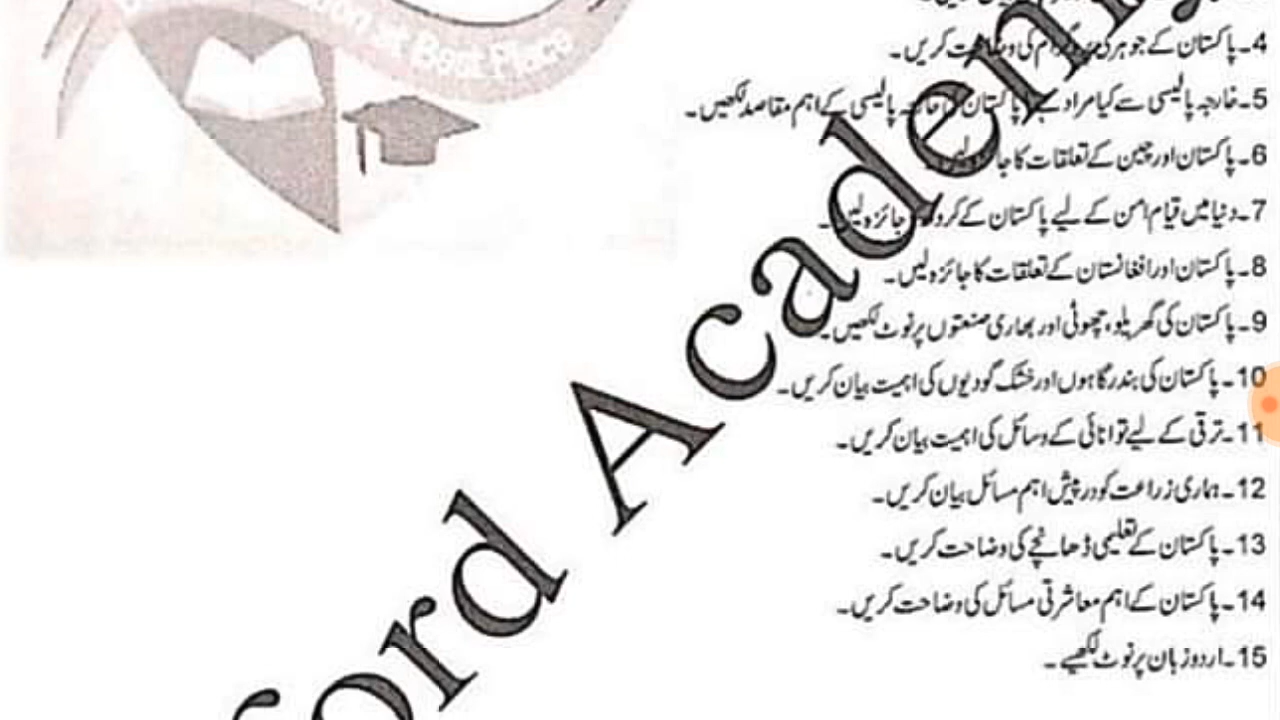 on our Best Place
4۔ پاکستان کے جوہری پروگرام کی وضاحت کریں۔
5۔ خارجہ پالیسی سے کیا مراد ہے پاکستان کی خارجہ پالیسی کے اہم مقاصد لکھیں۔
6۔ پاکستان اور چین کے تعلقات کا جائزہ لیں۔
7۔ دنیا میں قیام امن کے لیے پاکستان کے کردار جائزہ لیں۔
8۔ پاکستان اور افغانستان کے تعلقات کا جائزہ لیں۔
9۔ پاکستان کی گھریلو، چھوٹی اور بھاری صنعتوں پر نوٹ لکھیں۔
10۔ پاکستان کی بندرگاہوں اور خشک گودیوں کی اہمیت بیان کریں۔
11۔ ترقی کے لیے توانائی کے وسائل کی اہمیت بیان کریں۔
12۔ ہماری زراعت کو درپیش اہم مسائل بیان کریں۔
13۔ پاکستان کے تعلیمی ڈھانچے کی وضاحت کریں۔
14۔ پاکستان کے اہم معاشرتی مسائل کی وضاحت کریں۔
15۔ اردو زبان پر نوٹ لکھیے۔
ford Academy